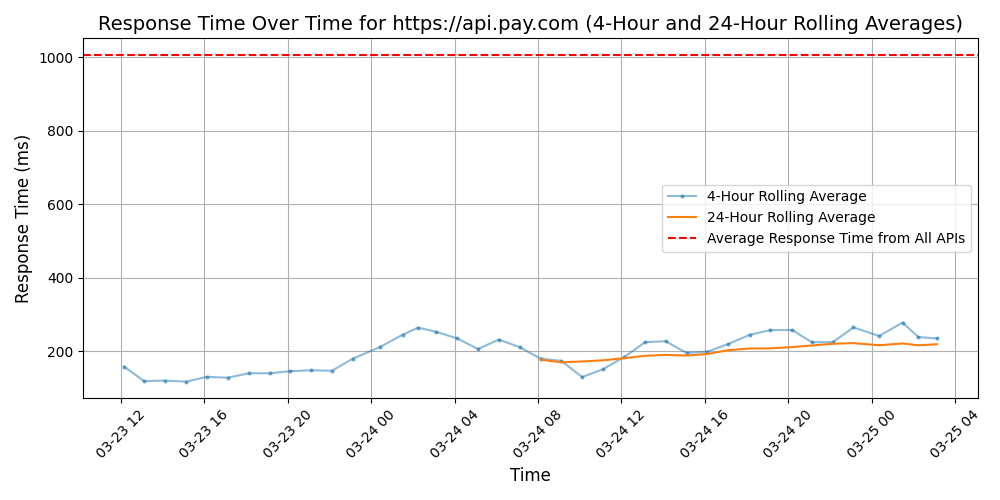 Response Time Over Time for https://api.pay.com (4-Hour and 24-Hour Rolling Averages)
Response Time (ms)
1000
800
600
400
200
4-Hour Rolling Average
24-Hour Rolling Average
Average Response Time from All APIs
03-23 12
03-23 16
03-23 20
03-24 00
03-24 04
03-24 08
03-24 12
03-24 16
03-24 20
03-25 00
03-25 04
Time